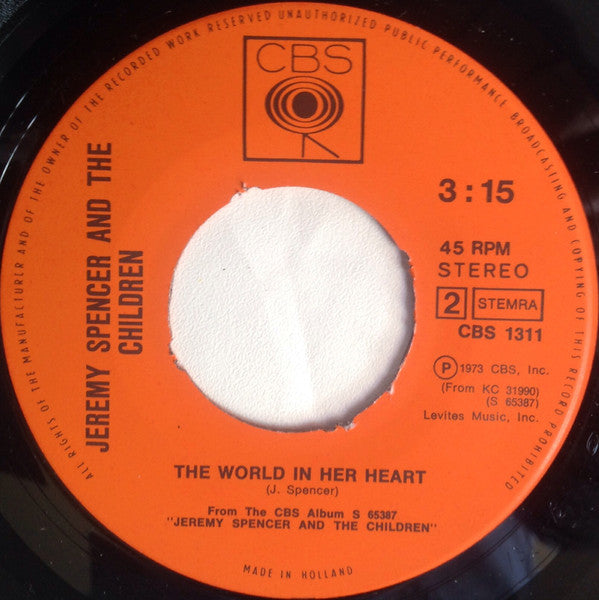 ALL RIGHTS OF THE MANUFACTURER AND OF THE OWNER OF THE RECORDED WORK RESERVED UNAUTHORIZED PUBLIC PERFORMANCE BROADCASTING AND COPYING OF THIS RECORD PROHIBITED
CBS
JEREMY SPENCER AND THE
CHILDREN
3:15
45 RPM
STEREO
2 STEMRA
CBS 1311
P 1973 CBS, Inc.
(From KC 31990)
(S 65387)
Levites Music, Inc.
THE WORLD IN HER HEART
(J. Spencer)
From The CBS Album S 65387
"JEREMY SPENCER AND THE CHILDREN"
MADE IN HOLLAND